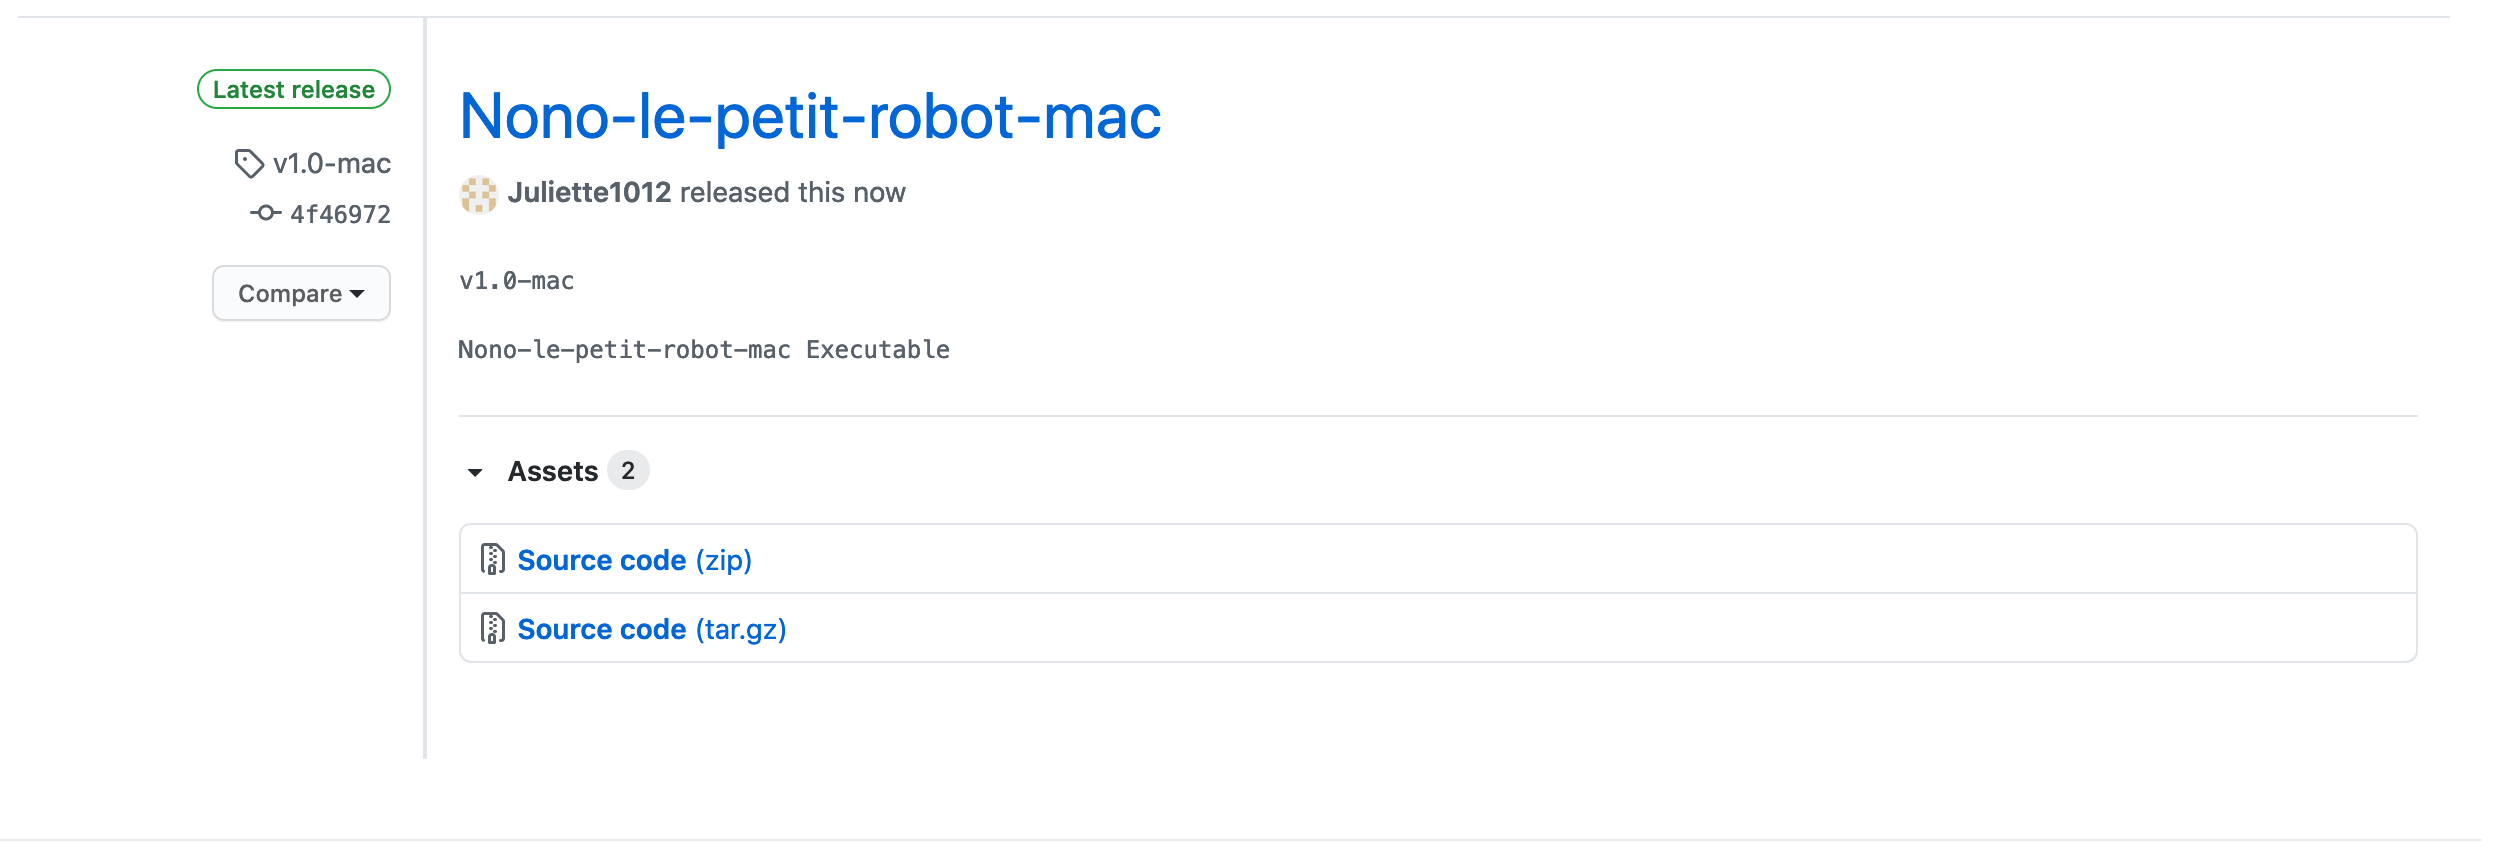 Latest release
v1.0-mac
4f46972
Compare
Nono-le-petit-robot-mac
Juliette1012 released this now
v1.0-mac
Nono-le-petit-robot-mac Executable
Assets 2
Source code (zip)
Source code (tar.gz)